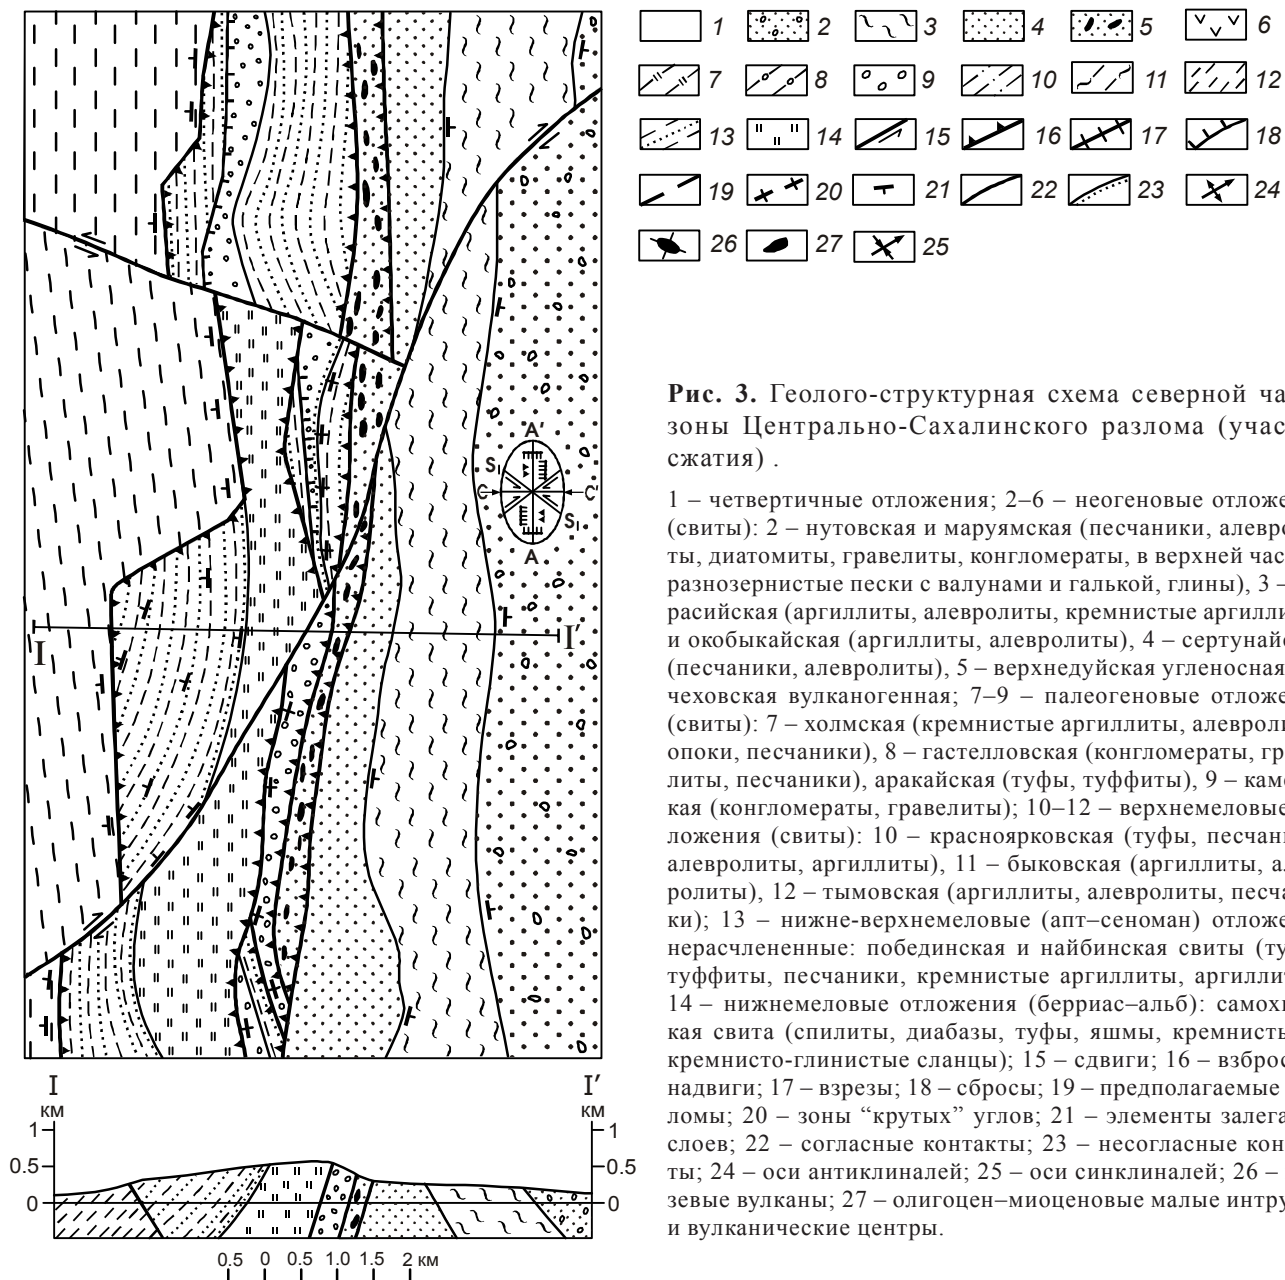 1 2 3 4 5 6
7 8 9 10 11 12
13 14 15 16 17 18
19 20 21 22 23 24
26 27 25
Рис. 3. Геолого-структурная схема северной ча
зоны Центрально-Сахалинского разлома (учас
сжатия) .
1 – четвертичные отложения; 2–6 – неогеновые отложе
(свиты): 2 – нутовская и маруямская (песчаники, алевро
ты, диатомиты, гравелиты, конгломераты, в верхней час
разнозернистые пески с валунами и галькой, глины), 3 –
расийская (аргиллиты, алевролиты, кремнистые аргилли
и окобыкайская (аргиллиты, алевролиты), 4 – сертунайс
(песчаники, алевролиты), 5 – верхнедуйская угленосная
чеховская вулканогенная; 7–9 – палеогеновые отложе
(свиты): 7 – холмская (кремнистые аргиллиты, алевроли
опоки, песчаники), 8 – гастелловская (конгломераты, гр
литы, песчаники), аракайская (туфы, туффиты), 9 – кам
кая (конгломераты, гравелиты); 10–12 – верхнемеловые
ложения (свиты): 10 – красноярковская (туфы, песчан
алевролиты, аргиллиты), 11 – быковская (аргиллиты, ал
ролиты), 12 – тымовская (аргиллиты, алевролиты, песча
ки); 13 – нижне-верхнемеловые (апт–сеноман) отложе
нерасчлененные: побединская и найбинская свиты (ту
туффиты, песчаники, кремнистые аргиллиты, аргиллит
14 – нижнемеловые отложения (берриас–альб): самох
кая свита (спилиты, диабазы, туфы, яшмы, кремнисты
кремнисто-глинистые сланцы); 15 – сдвиги; 16 – взброс
надвиги; 17 – взрезы; 18 – сбросы; 19 – предполагаемые
ломы; 20 – зоны “крутых” углов; 21 – элементы залега
слоев; 22 – согласные контакты; 23 – несогласные кон
ты; 24 – оси антиклиналей; 25 – оси синклиналей; 26 –
зевые вулканы; 27 – олигоцен–миоценовые малые интру
и вулканические центры.
A′
S₁
C C′
S₁
A
I I′
I I′
км км
1 1
0.5 0.5
0 0
0.5 0 0.5 1.0 1.5 2 км